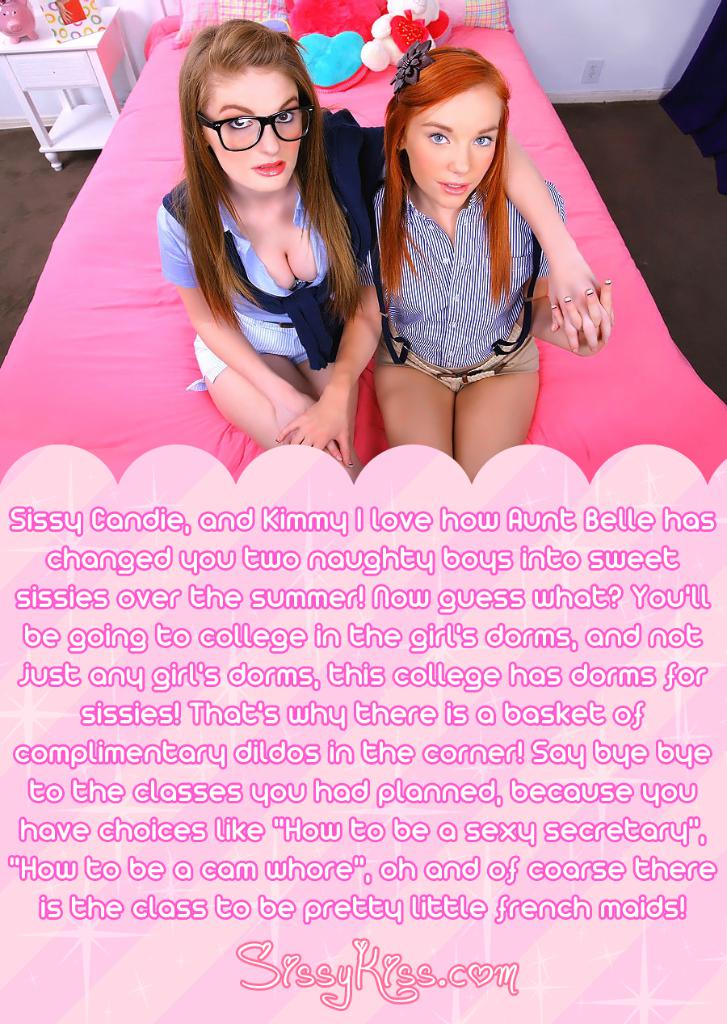 Sissy Candie, and Kimmy I love how Aunt Belle has
changed you two naughty boys into sweet
sissies over the summer! Now guess what? You'll
be going to college in the girl's dorms, and not
just any girl's dorms, this college has dorms for
sissies! That's why there is a basket of
complimentary dildos in the corner! Say bye bye
to the classes you had planned, because you
have choices like "How to be a sexy secretary",
"How to be a cam whore", oh and of coarse there
is the class to be pretty little french maids!
SissyKiss.com